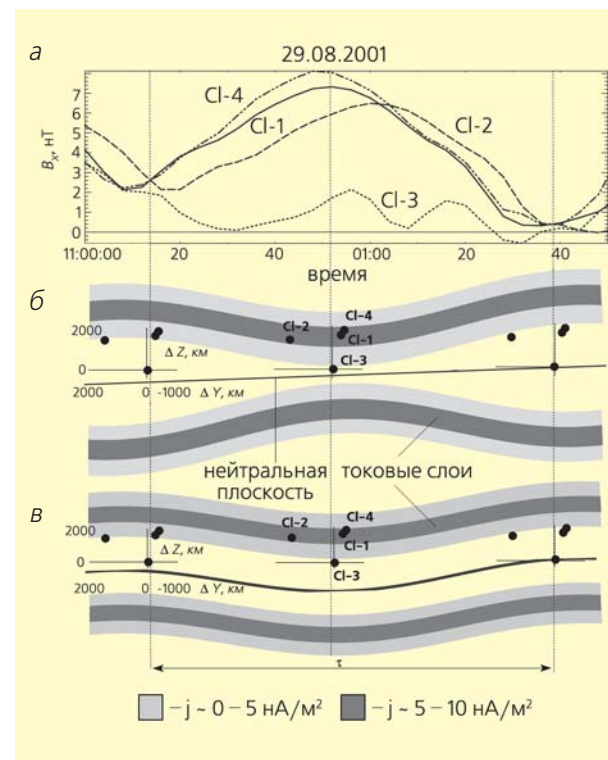 29.08.2001
а
Cl-4
Cl-1
Cl-2
Cl-3
Bx, нТ
7
6
5
4
3
2
1
0
11:00:00 20 40 01:00 20 40
время
б
2000
0
ΔZ, км
2000 0 -1000 ΔY, км
Cl-2
Cl-4
Cl-1
Cl-3
нейтральная плоскость
токовые слои
в
2000
0
ΔZ, км
2000 0 -1000 ΔY, км
Cl-2
Cl-4
Cl-1
Cl-3
τ
– j ~ 0 – 5 нА/м² – j ~ 5 – 10 нА/м²